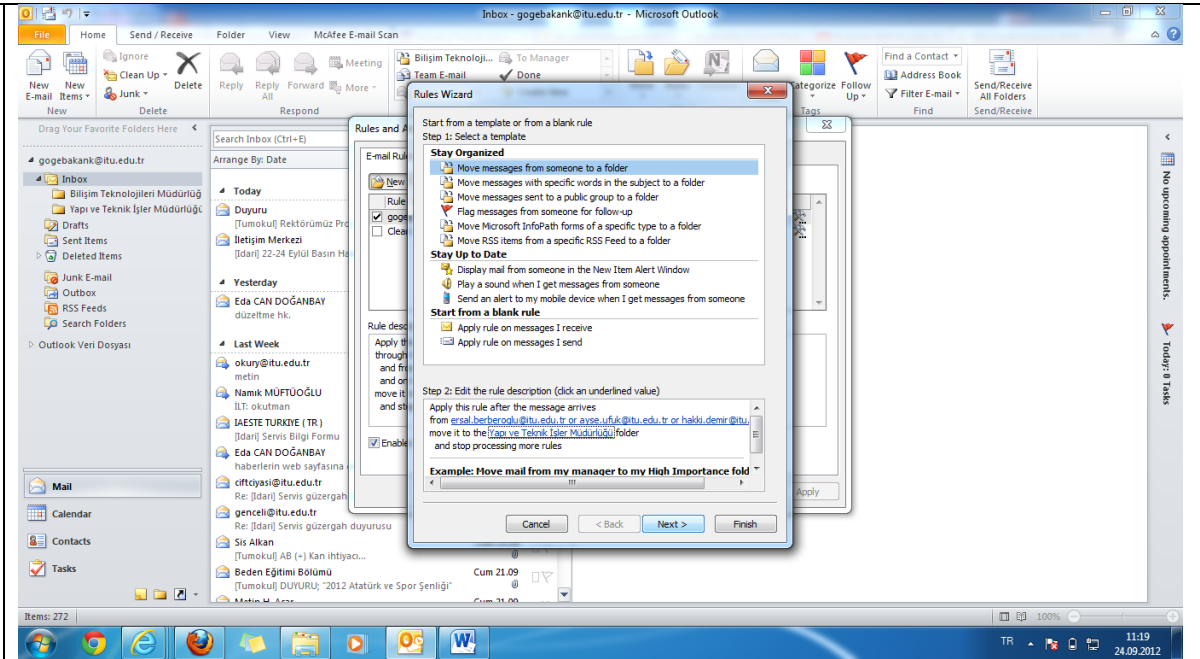 Inbox - gogebakank@itu.edu.tr - Microsoft Outlook
File Home Send / Receive Folder View McAfee E-mail Scan
New E-mail New Items Ignore Clean Up Junk Delete Reply Reply All Forward Meeting More
Bilişim Teknoloji... To Manager
Team E-mail Done
Categorize Follow Up
Find a Contact
Address Book
Filter E-mail
Send/Receive All Folders
New Delete Respond Tags Find Send/Receive
Drag Your Favorite Folders Here
gogebakank@itu.edu.tr
Inbox
Bilişim Teknolojileri Müdürlüğ
Yapı ve Teknik İşler Müdürlüğü
Drafts
Sent Items
Deleted Items
Junk E-mail
Outbox
RSS Feeds
Search Folders
Outlook Veri Dosyası
Mail
Calendar
Contacts
Tasks
Search Inbox (Ctrl+E)
Arrange By: Date
Today
Duyuru
[Tumokul] Rektörümüz Pro
İletişim Merkezi
[Idari] 22-24 Eylül Basın Ha
Yesterday
Eda CAN DOĞANBAY
düzeltme hk.
Last Week
okury@itu.edu.tr
metin
Namık MÜFTÜOĞLU
İLT: okutman
IAESTE TURKIYE ( TR )
[Idari] Servis Bilgi Formu
Eda CAN DOĞANBAY
haberlerin web sayfasına
ciftciyasi@itu.edu.tr
Re: [Idari] Servis güzergah
genceli@itu.edu.tr
Re: [Idari] Servis güzergah duyurusu
Sis Alkan
[Tumokul] AB (+) Kan ihtiyacı...
Beden Eğitimi Bölümü Cum 21.09
[Tumokul] DUYURU; "2012 Atatürk ve Spor Şenliği"
Metin H. Acar Cum 21.09
Rules and A
E-mail Rul
New
Rule
goge
Clea
Rule desc
Apply th
through
and fro
and on
move it
and st
Enable
Apply
Rules Wizard
Start from a template or from a blank rule
Step 1: Select a template
Stay Organized
Move messages from someone to a folder
Move messages with specific words in the subject to a folder
Move messages sent to a public group to a folder
Flag messages from someone for follow-up
Move Microsoft InfoPath forms of a specific type to a folder
Move RSS items from a specific RSS Feed to a folder
Stay Up to Date
Display mail from someone in the New Item Alert Window
Play a sound when I get messages from someone
Send an alert to my mobile device when I get messages from someone
Start from a blank rule
Apply rule on messages I receive
Apply rule on messages I send
Step 2: Edit the rule description (click an underlined value)
Apply this rule after the message arrives
from ersal.berberoglu@itu.edu.tr or ayse.ufuk@itu.edu.tr or hakki.demir@itu.
move it to the Yapı ve Teknik İşler Müdürlüğü folder
and stop processing more rules
Example: Move mail from my manager to my High Importance fold
Cancel < Back Next > Finish
No upcoming appointments.
Today: 0 Tasks
Items: 272
100%
TR
11:19
24.09.2012